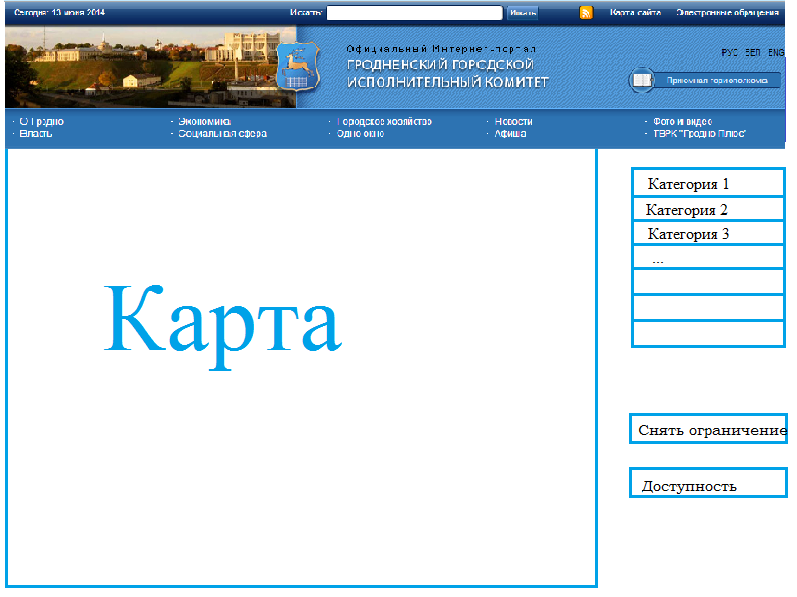 Сегодня: 13 июня 2014 Искать: Искать Карта сайта Электронные обращения
Официальный Интернет-портал
ГРОДНЕНСКИЙ ГОРОДСКОЙ
ИСПОЛНИТЕЛЬНЫЙ КОМИТЕТ
РУС БЕЛ ENG
Приемная горисполкома
· О Гродно · Экономика · Городское хозяйство · Новости · Фото и видео
· Власть · Социальная сфера · Одно окно · Афиша · ТВРК "Гродно Плюс"
Карта
Категория 1
Категория 2
Категория 3
...
Снять ограничение
Доступность